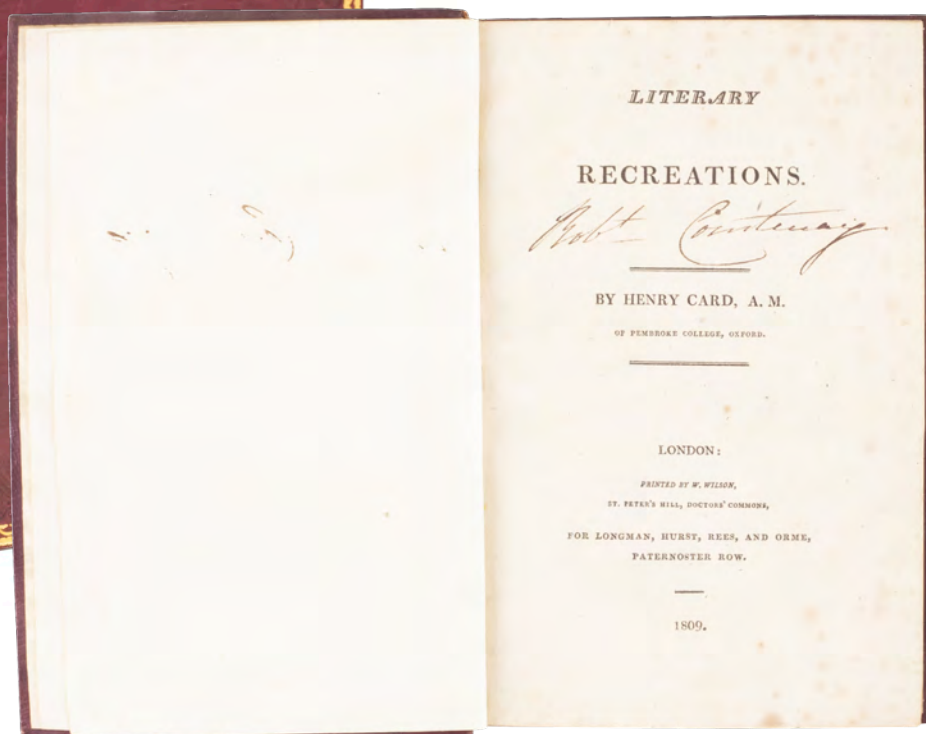 LITERARY
RECREATIONS.
Robt Courtenay.
BY HENRY CARD, A. M.
OF PEMBROKE COLLEGE, OXFORD.
LONDON:
PRINTED BY W. WILSON,
ST. PETER'S HILL, DOCTORS' COMMONS,
FOR LONGMAN, HURST, REES, AND ORME,
PATERNOSTER ROW.
1809.